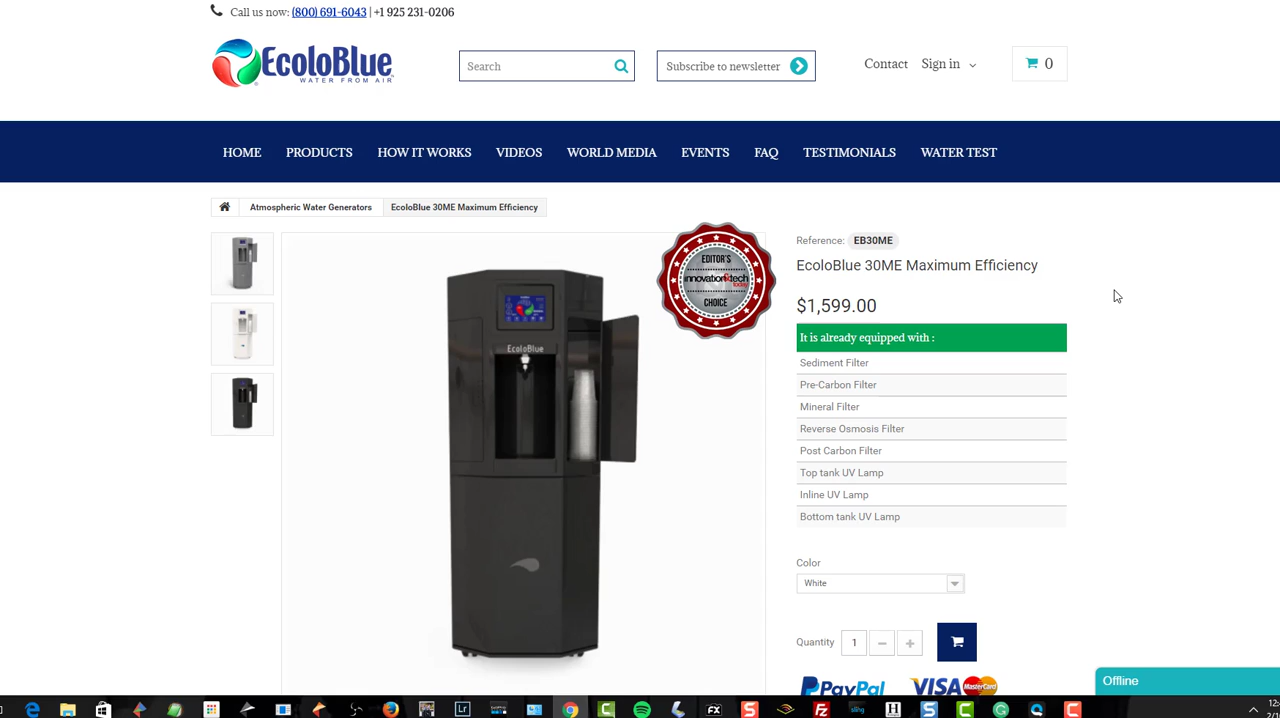 Call us now: (800) 691-6043 | +1 925 231-0206
EcoloBlue
WATER FROM AIR
Search
Subscribe to newsletter
Contact
Sign in
0
HOME
PRODUCTS
HOW IT WORKS
VIDEOS
WORLD MEDIA
EVENTS
FAQ
TESTIMONIALS
WATER TEST
Atmospheric Water Generators
EcoloBlue 30ME Maximum Efficiency
EDITOR'S
innovation&tech
today
CHOICE
EcoloBlue
Reference: EB30ME
EcoloBlue 30ME Maximum Efficiency
$1,599.00
It is already equipped with :
Sediment Filter
Pre-Carbon Filter
Mineral Filter
Reverse Osmosis Filter
Post Carbon Filter
Top tank UV Lamp
Inline UV Lamp
Bottom tank UV Lamp
Color
White
Quantity
1
PayPal
VISA
MasterCard
Offline